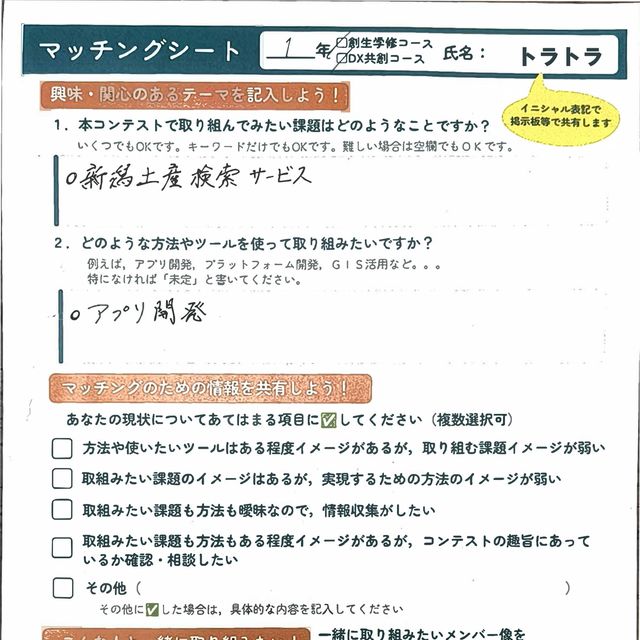 マッチングシート 1 年 □創生学修コース 氏名： トラトラ
□DX共創コース
イニシャル表記で
掲示板等で共有します
興味・関心のあるテーマを記入しよう！
1．本コンテストで取り組んでみたい課題はどのようなことですか？
いくつでもOKです。キーワードだけでもOKです。難しい場合は空欄でもＯＫです。
○新潟土産検索サービス
2．どのような方法やツールを使って取り組みたいですか？
例えば，アプリ開発，プラットフォーム開発，ＧＩＳ活用など。。。
特になければ「未定」と書いてください。
○アプリ開発
マッチングのための情報を共有しよう！
あなたの現状についてあてはまる項目に✅してください（複数選択可）
□ 方法や使いたいツールはある程度イメージがあるが，取り組む課題イメージが弱い
□ 取組みたい課題のイメージはあるが，実現するための方法のイメージが弱い
□ 取組みたい課題も方法も曖昧なので，情報収集がしたい
□ 取組みたい課題も方法もある程度イメージがあるが，コンテストの趣旨にあって
いるか確認・相談したい
□ その他（ ）
その他に✅した場合は，具体的な内容を記入してください
一緒に取り組みたいメンバー像を